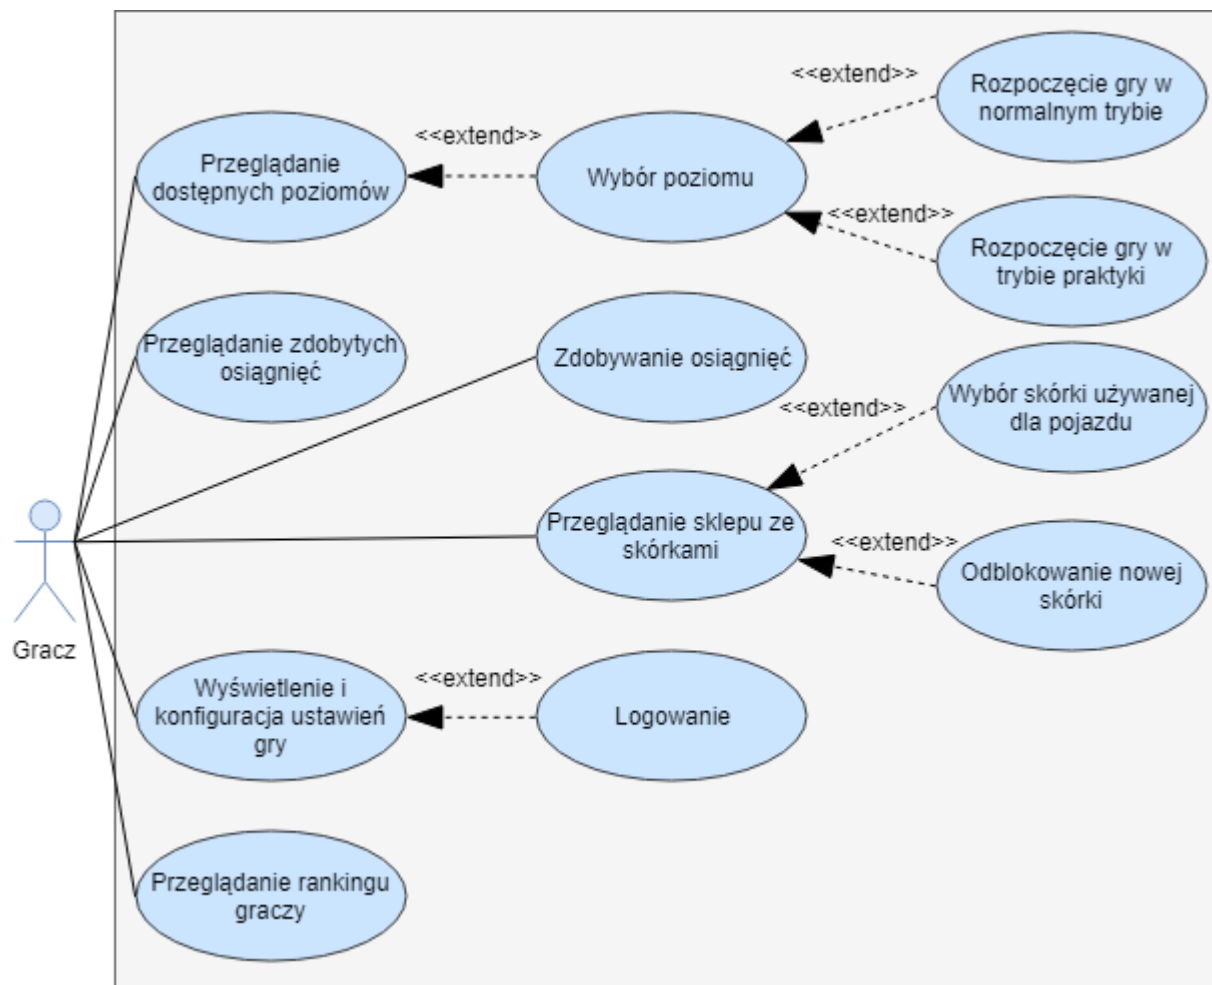 <<extend>>
Rozpoczęcie gry w
normalnym trybie
<<extend>>
Przeglądanie
dostępnych poziomów
Wybór poziomu
<<extend>>
Rozpoczęcie gry w
trybie praktyki
Przeglądanie zdobytych
osiągnięć
Zdobywanie osiągnięć
<<extend>>
Wybór skórki używanej
dla pojazdu
Przeglądanie sklepu ze
skórkami
<<extend>>
Odblokowanie nowej
skórki
Gracz
Wyświetlenie i
konfiguracja ustawień
gry
<<extend>>
Logowanie
Przeglądanie rankingu
graczy